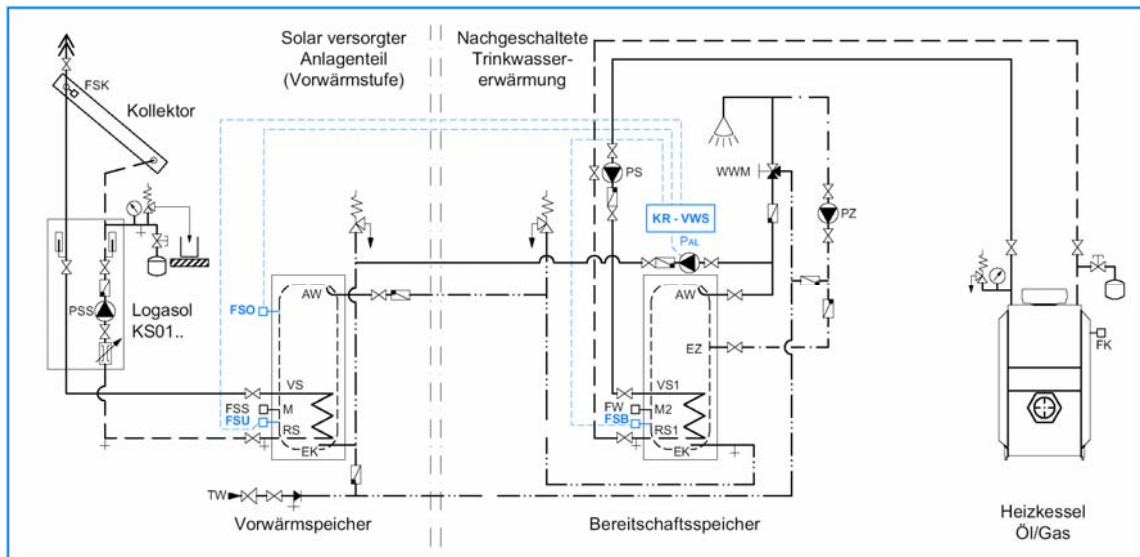 Solar versorgter
Anlagenteil
(Vorwärmstufe)
Nachgeschaltete
Trinkwasser-
erwärmung
FSK
Kollektor
PS
WWM
PZ
KR - VWS
PAL
PSS
Logasol
KS01..
FSO
AW
AW
EZ
FK
VS
FSS
M
FSU
RS
EK
VS1
FW
M2
FSB
RS1
EK
TW
Vorwärmspeicher
Bereitschaftsspeicher
Heizkessel
Öl/Gas